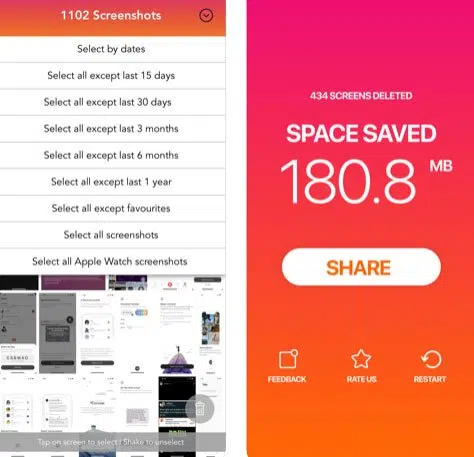 1102 Screenshots
Select by dates
Select all except last 15 days
Select all except last 30 days
Select all except last 3 months
Select all except last 6 months
Select all except last 1 year
Select all except favourites
Select all screenshots
Select all Apple Watch screenshots
Tap on screen to select / Shake to unselect
434 SCREENS DELETED
SPACE SAVED
180.8 MB
SHARE
FEEDBACK
RATE US
RESTART